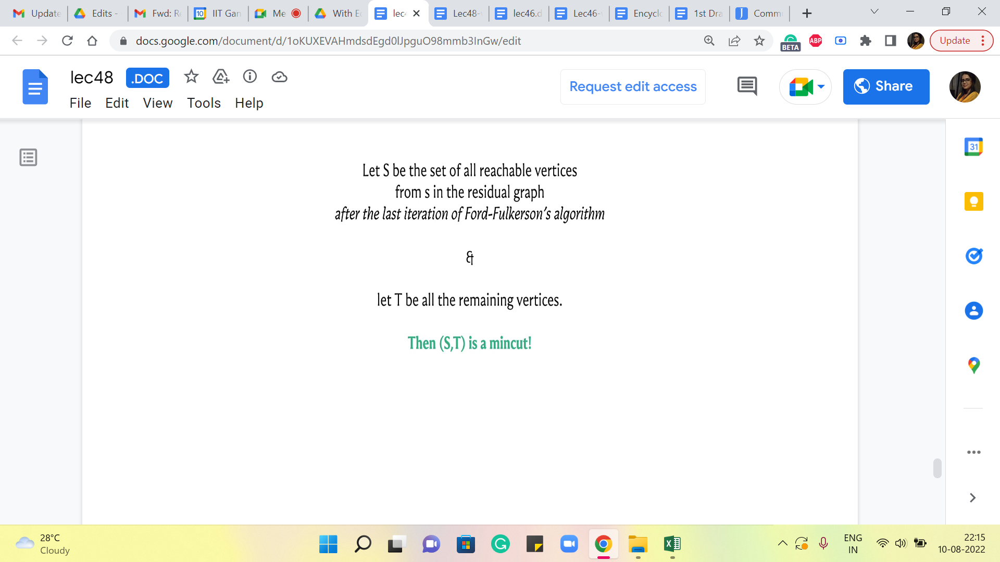 Update
Edits -
Fwd: R
IIT Gan
Me
With E
lec
Lec48-
lec46.d
Lec46-
Encyclo
1st Dra
Comm
docs.google.com/document/d/1oKUXEVAHmdsdEgd0lJpguO98mmb3InGw/edit
BETA
ABP
Update
lec48
.DOC
Request edit access
Share
File Edit View Tools Help
31
Let S be the set of all reachable vertices
from s in the residual graph
after the last iteration of Ford-Fulkerson's algorithm
&
let T be all the remaining vertices.
Then (S,T) is a mincut!
28°C
Cloudy
ENG
IN
22:15
10-08-2022